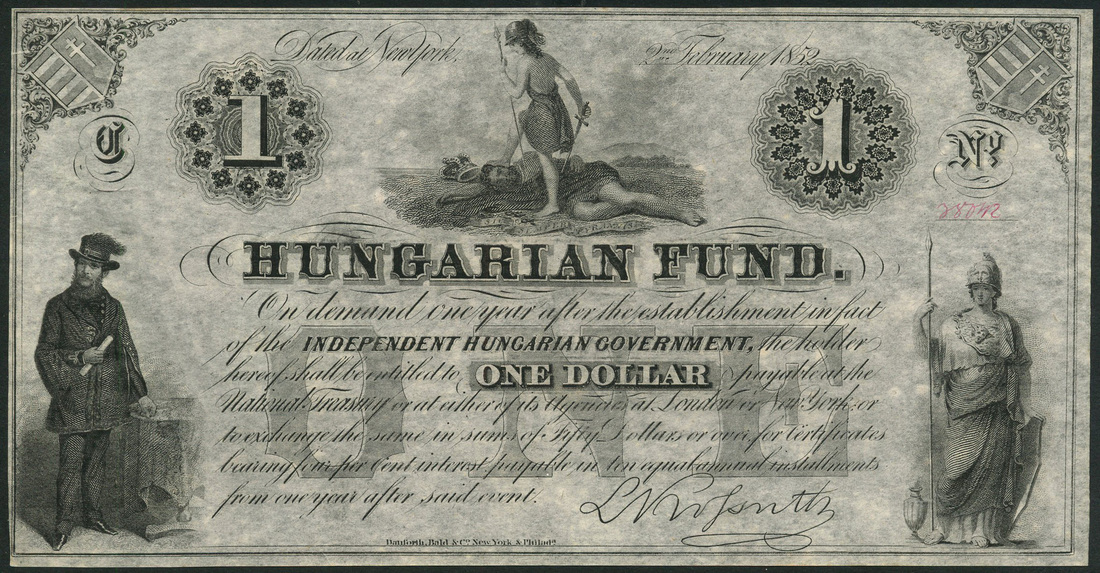 Dated at New York, 2nd February 1852
1 1
C No
HUNGARIAN FUND.
On demand one year after the establishment in fact
of the INDEPENDENT HUNGARIAN GOVERNMENT, the holder
hereof shall be entitled to ONE DOLLAR payable at the
National Treasury or at either of its Agencies at London or New York, or
to exchange the same in sums of Fifty Dollars or over, for Certificates
bearing four per Cent interest payable in ten equal annual installments
from one year after said event.
ONE
L Kossuth
Danforth, Bald & Co. New York & Philada.